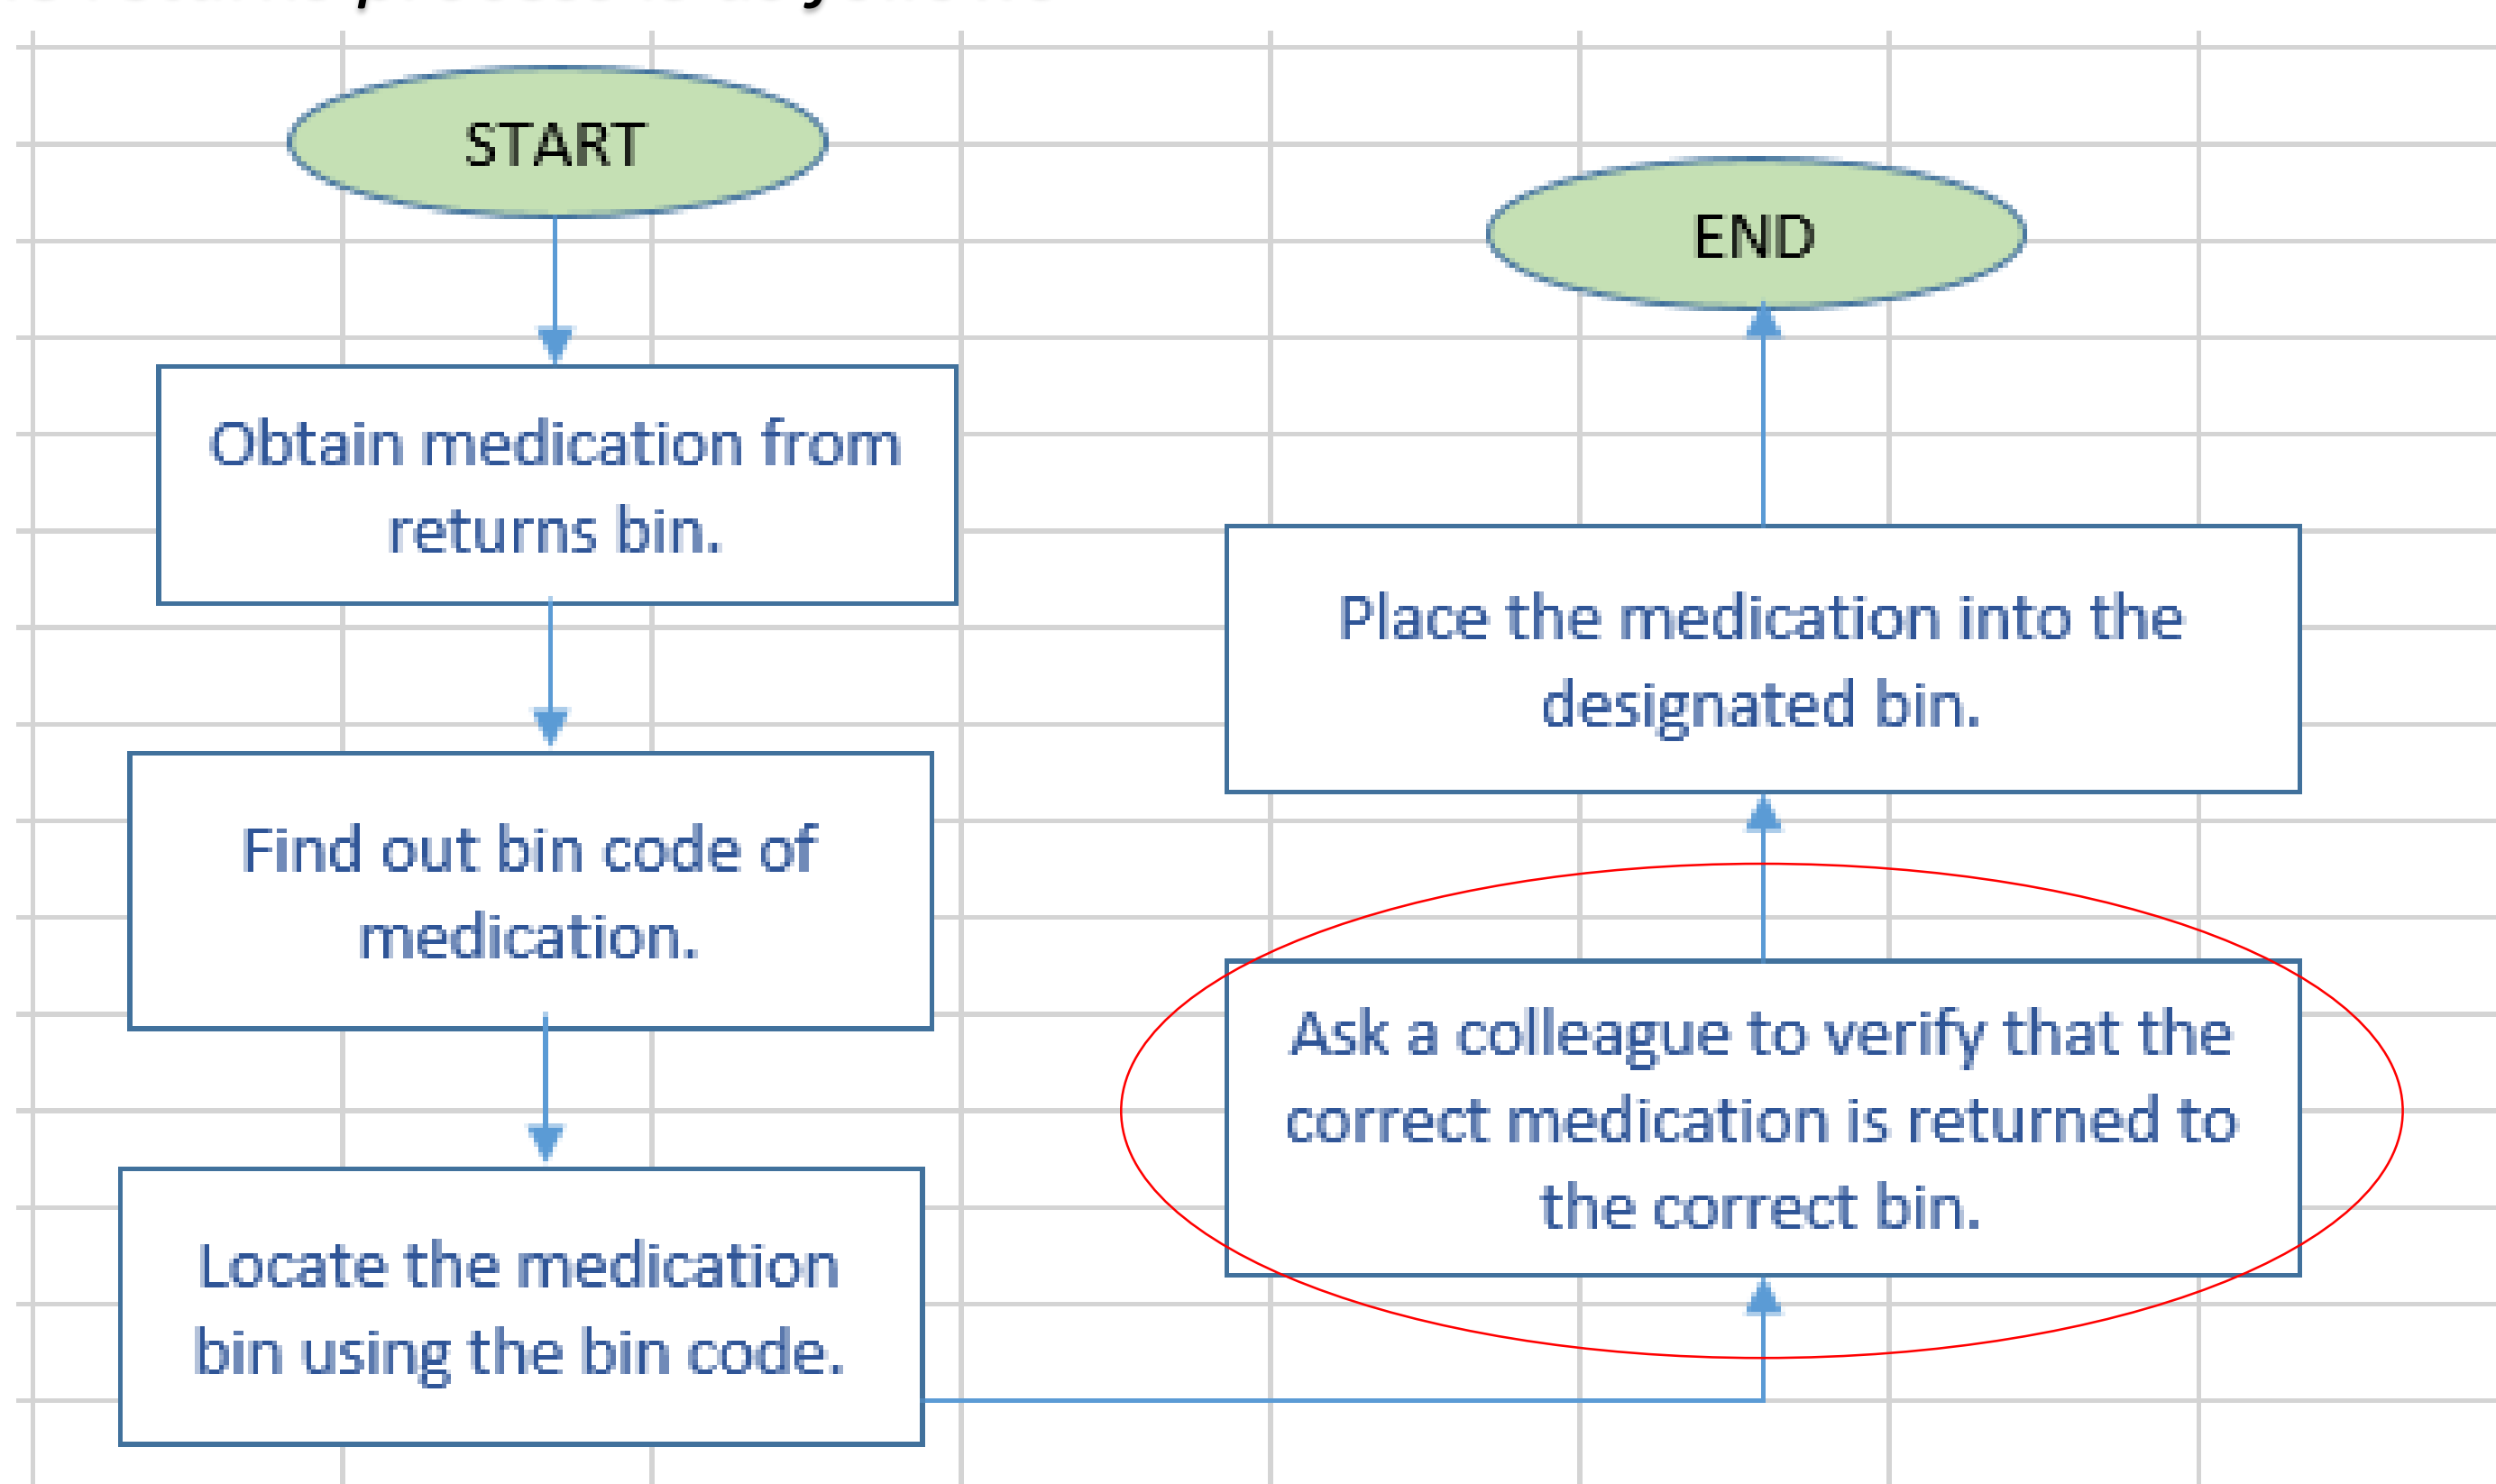 START
Obtain medication from
returns bin.
Find out bin code of
medication.
Locate the medication
bin using the bin code.
Ask a colleague to verify that the
correct medication is returned to
the correct bin.
Place the medication into the
designated bin.
END